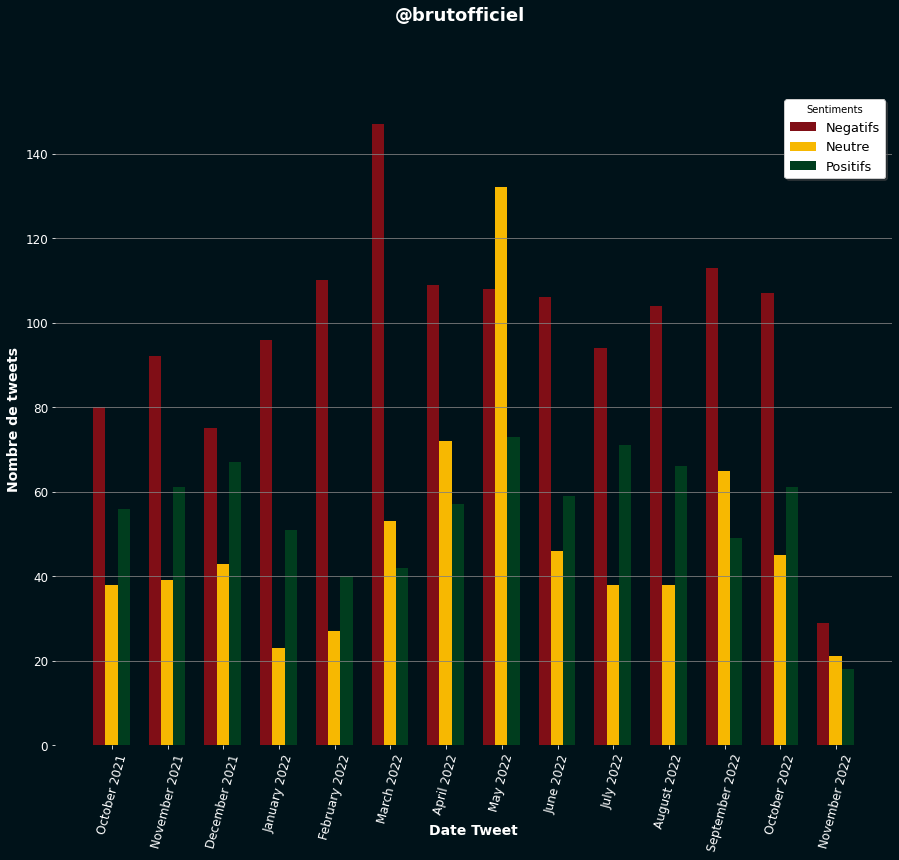 @brutofficiel
Sentiments
Negatifs
Neutre
Positifs
140
120
100
80
60
40
20
0
Nombre de tweets
October 2021
November 2021
December 2021
January 2022
February 2022
March 2022
April 2022
May 2022
June 2022
July 2022
August 2022
September 2022
October 2022
November 2022
Date Tweet